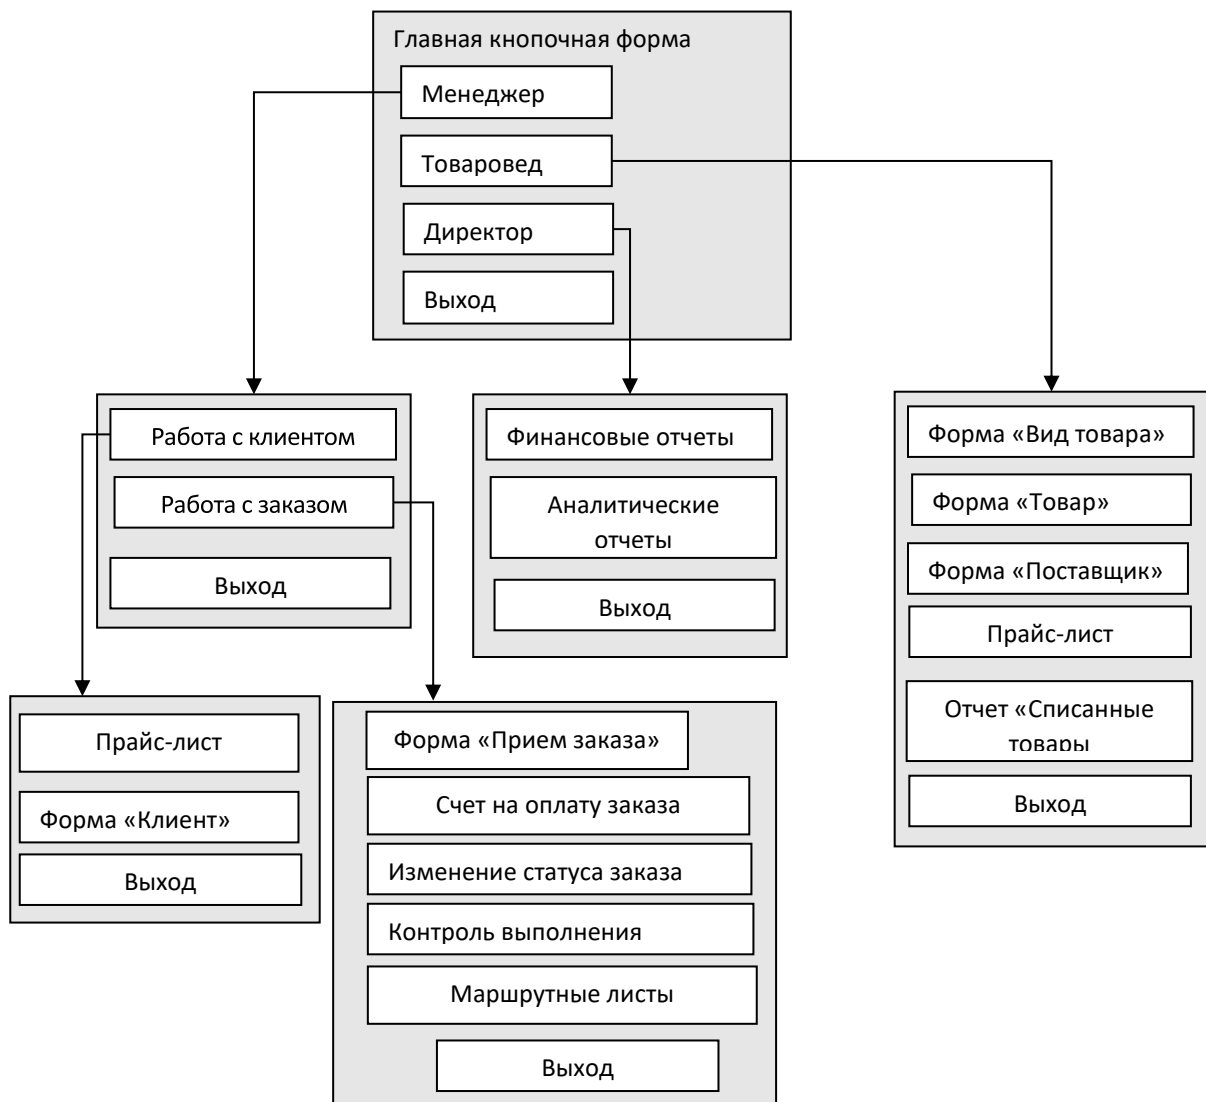 Главная кнопочная форма
Менеджер
Товаровед
Директор
Выход
Работа с клиентом
Работа с заказом
Выход
Финансовые отчеты
Аналитические
отчеты
Выход
Форма «Вид товара»
Форма «Товар»
Форма «Поставщик»
Прайс-лист
Отчет «Списанные
товары
Выход
Прайс-лист
Форма «Клиент»
Выход
Форма «Прием заказа»
Счет на оплату заказа
Изменение статуса заказа
Контроль выполнения
Маршрутные листы
Выход